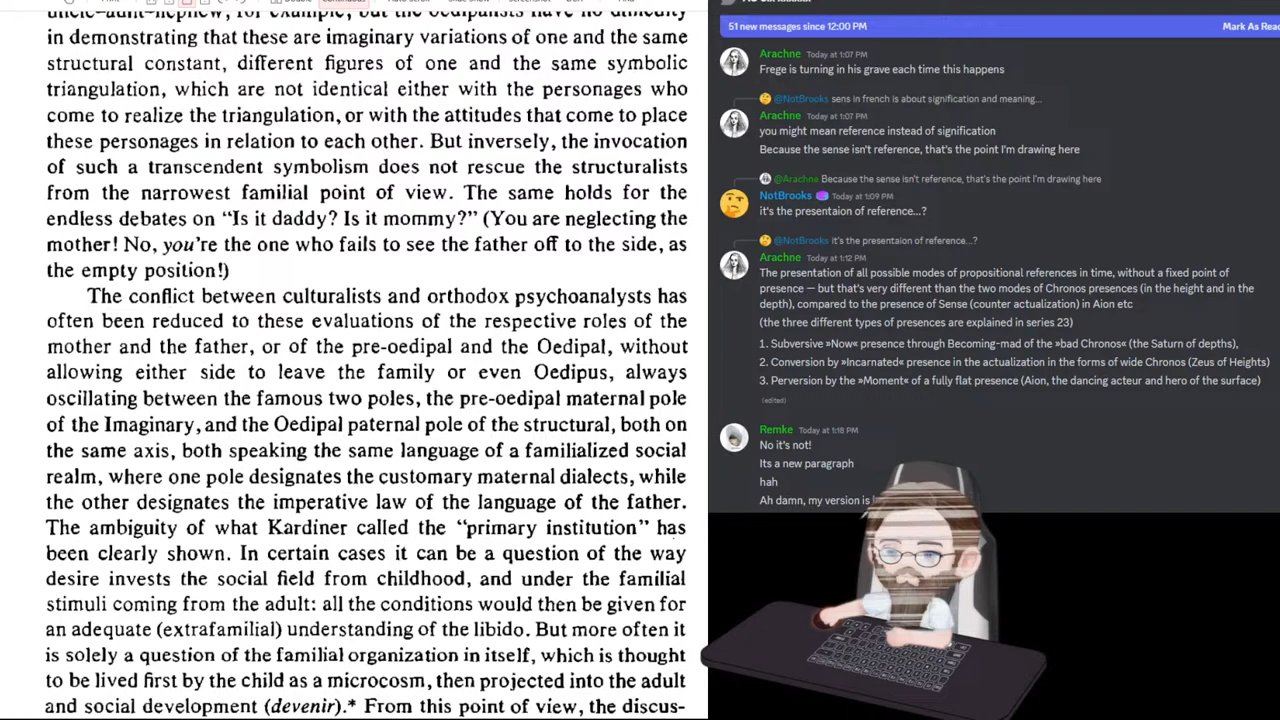 uncle-aunt-nephew, for example, but the oedipalists have no difficulty
in demonstrating that these are imaginary variations of one and the same
structural constant, different figures of one and the same symbolic
triangulation, which are not identical either with the personages who
come to realize the triangulation, or with the attitudes that come to place
these personages in relation to each other. But inversely, the invocation
of such a transcendent symbolism does not rescue the structuralists
from the narrowest familial point of view. The same holds for the
endless debates on “Is it daddy? Is it mommy?” (You are neglecting the
mother! No, you’re the one who fails to see the father off to the side, as
the empty position!)
The conflict between culturalists and orthodox psychoanalysts has
often been reduced to these evaluations of the respective roles of the
mother and the father, or of the pre-oedipal and the Oedipal, without
allowing either side to leave the family or even Oedipus, always
oscillating between the famous two poles, the pre-oedipal maternal pole
of the Imaginary, and the Oedipal paternal pole of the structural, both on
the same axis, both speaking the same language of a familialized social
realm, where one pole designates the customary maternal dialects, while
the other designates the imperative law of the language of the father.
The ambiguity of what Kardiner called the “primary institution” has
been clearly shown. In certain cases it can be a question of the way
desire invests the social field from childhood, and under the familial
stimuli coming from the adult: all the conditions would then be given for
an adequate (extrafamilial) understanding of the libido. But more often it
is solely a question of the familial organization in itself, which is thought
to be lived first by the child as a microcosm, then projected into the adult
and social development (devenir).* From this point of view, the discus-
51 new messages since 12:00 PM
Mark As Rea
Arachne Today at 1:07 PM
Frege is turning in his grave each time this happens
@NotBrooks sens in french is about signification and meaning...
Arachne Today at 1:07 PM
you might mean reference instead of signification
Because the sense isn't reference, that's the point I'm drawing here
@Arachne Because the sense isn't reference, that's the point I'm drawing here
NotBrooks Today at 1:09 PM
it's the presentaion of reference...?
@NotBrooks it's the presentaion of reference...?
Arachne Today at 1:12 PM
The presentation of all possible modes of propositional references in time, without a fixed point of
presence — but that's very different than the two modes of Chronos presences (in the height and in the
depth), compared to the presence of Sense (counter actualization) in Aion etc
(the three different types of presences are explained in series 23)
1. Subversive »Now« presence through Becoming-mad of the »bad Chronos« (the Saturn of depths),
2. Conversion by »Incarnated« presence in the actualization in the forms of wide Chronos (Zeus of Heights)
3. Perversion by the »Moment« of a fully flat presence (Aion, the dancing acteur and hero of the surface)
(edited)
Remke Today at 1:18 PM
No it's not!
Its a new paragraph
hah
Ah damn, my version is